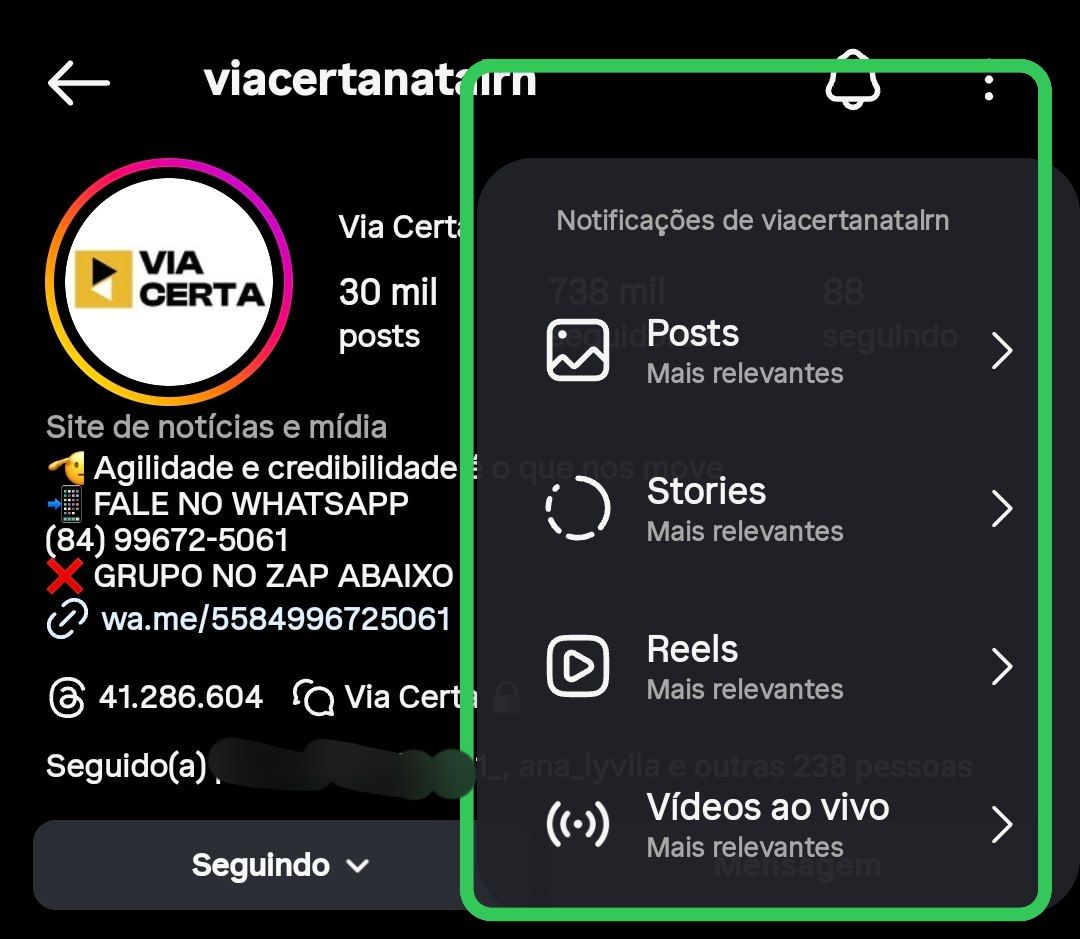 viacertanatalrn
VIA
CERTA
Via Certa
30 mil
posts
738 mil
seguidores
88
seguindo
Site de notícias e mídia
Agilidade e credibilidade é o que nos move
FALE NO WHATSAPP
(84) 99672-5061
GRUPO NO ZAP ABAIXO
wa.me/5584996725061
41.286.604
Via Certa
Seguido(a)
ana_lyvila e outras 238 pessoas
Seguindo
Mensagem
Notificações de viacertanatalrn
Posts
Mais relevantes
Stories
Mais relevantes
Reels
Mais relevantes
Vídeos ao vivo
Mais relevantes